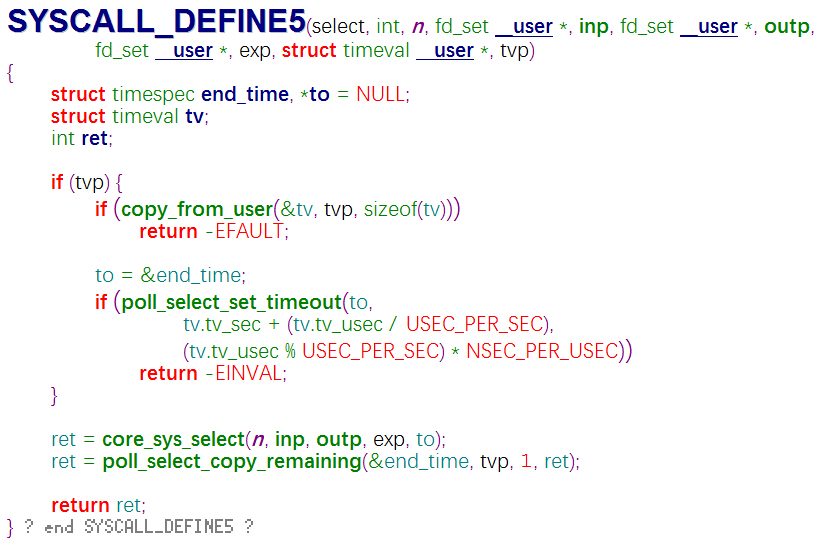 SYSCALL_DEFINE5(select, int, n, fd_set __user *, inp, fd_set __user *, outp,
        fd_set __user *, exp, struct timeval __user *, tvp)
{
    struct timespec end_time, *to = NULL;
    struct timeval tv;
    int ret;

    if (tvp) {
        if (copy_from_user(&tv, tvp, sizeof(tv)))
            return -EFAULT;

        to = &end_time;
        if (poll_select_set_timeout(to,
                tv.tv_sec + (tv.tv_usec / USEC_PER_SEC),
                (tv.tv_usec % USEC_PER_SEC) * NSEC_PER_USEC))
            return -EINVAL;
    }

    ret = core_sys_select(n, inp, outp, exp, to);
    ret = poll_select_copy_remaining(&end_time, tvp, 1, ret);

    return ret;
} ? end SYSCALL_DEFINE5 ?